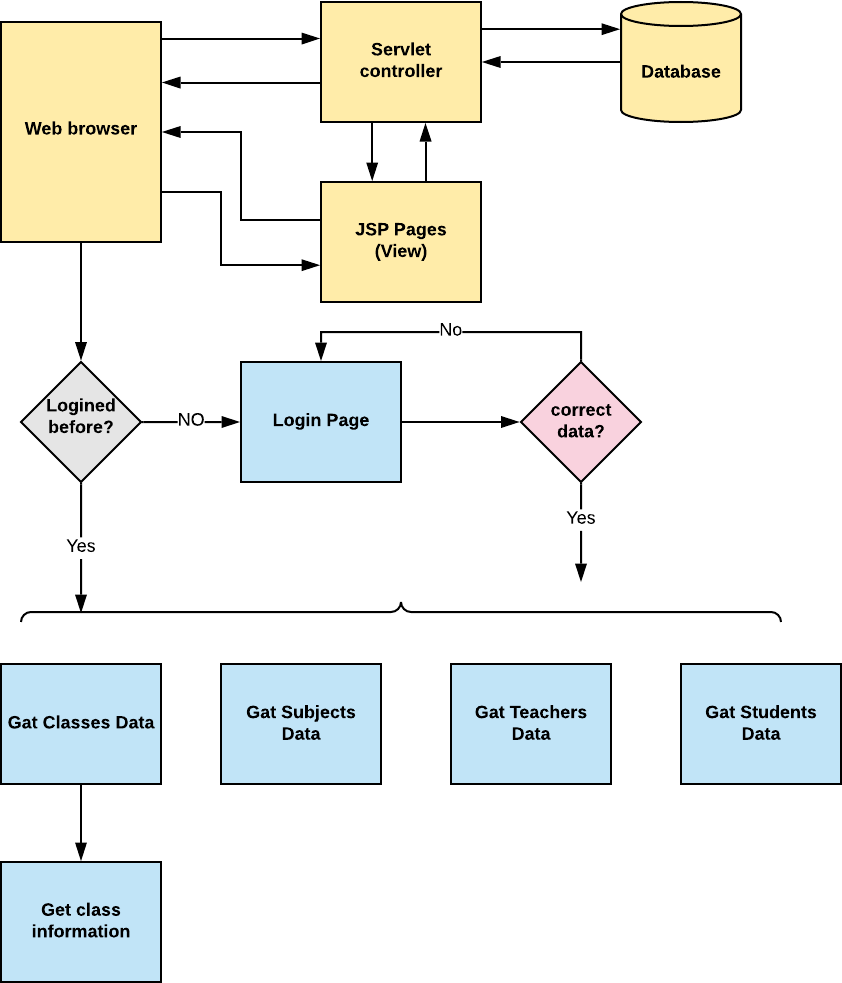 Servlet
controller
Database
Web browser
JSP Pages
(View)
No
Logined
before?
NO
Login Page
correct
data?
Yes
Yes
Gat Classes Data
Gat Subjects
Data
Gat Teachers
Data
Gat Students
Data
Get class
information